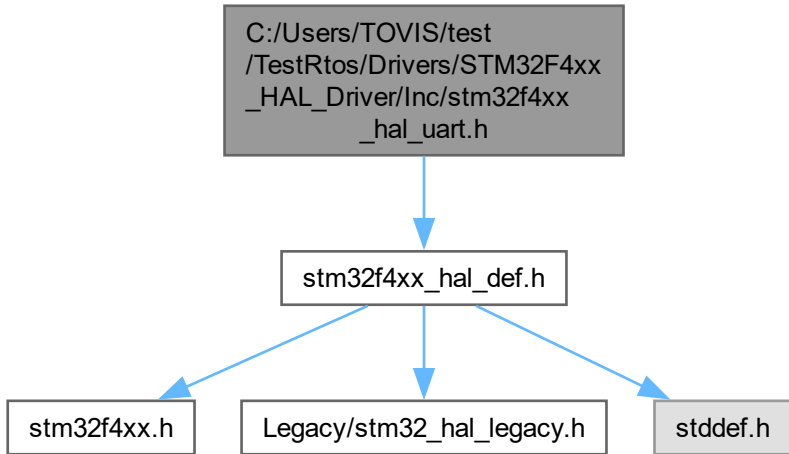 C:/Users/TOVIS/test
/TestRtos/Drivers/STM32F4xx
_HAL_Driver/Inc/stm32f4xx
_hal_uart.h
stm32f4xx_hal_def.h
stm32f4xx.h
Legacy/stm32_hal_legacy.h
stddef.h